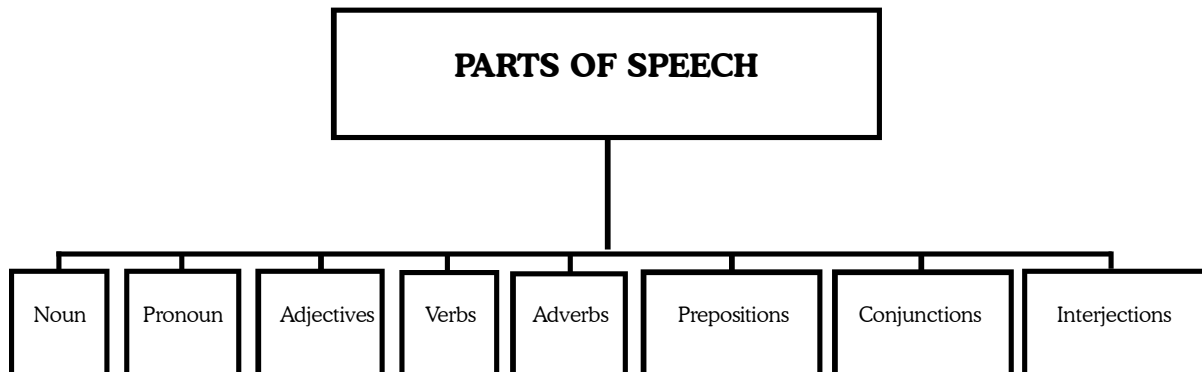 PARTS OF SPEECH
Noun Pronoun Adjectives Verbs Adverbs Prepositions Conjunctions Interjections